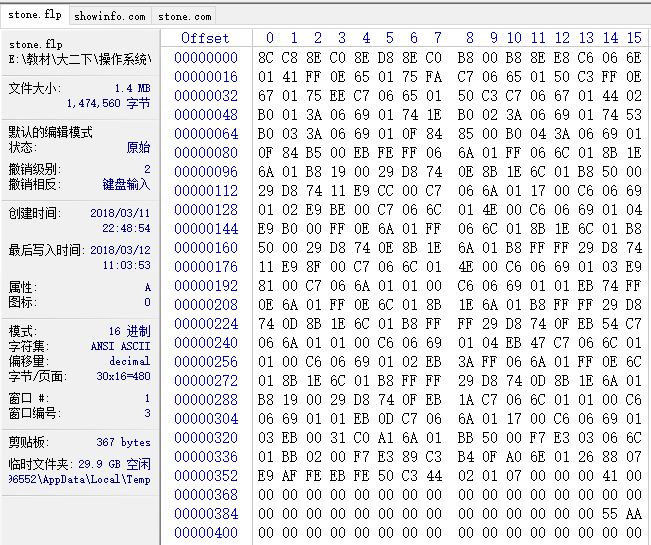 stone.flp
showinfo.com
stone.com
stone.flp
E:\教材\大二下\操作系统\
文件大小: 1.4 MB
1,474,560 字节
默认的编辑模式
状态: 原始
撤销级别: 2
撤销相反: 键盘输入
创建时间: 2018/03/11
22:48:54
最后写入时间: 2018/03/12
11:03:53
属性: A
图标: 0
模式: 16 进制
字符集: ANSI ASCII
偏移量: decimal
字节/页面: 30x16=480
窗口 #: 1
窗口编号: 3
剪贴板: 367 bytes
临时文件夹: 29.9 GB 空闲
96552\AppData\Local\Temp
Offset 0 1 2 3 4 5 6 7 8 9 10 11 12 13 14 15
00000000 8C C8 8E C0 8E D8 8E C0 B8 00 B8 8E E8 C6 06 6E
00000016 01 41 FF 0E 65 01 75 FA C7 06 65 01 50 C3 FF 0E
00000032 67 01 75 EE C7 06 65 01 50 C3 C7 06 67 01 44 02
00000048 B0 01 3A 06 69 01 74 1E B0 02 3A 06 69 01 74 53
00000064 B0 03 3A 06 69 01 0F 84 85 00 B0 04 3A 06 69 01
00000080 0F 84 B5 00 EB FE FF 06 6A 01 FF 06 6C 01 8B 1E
00000096 6A 01 B8 19 00 29 D8 74 0E 8B 1E 6C 01 B8 50 00
00000112 29 D8 74 11 E9 CC 00 C7 06 6A 01 17 00 C6 06 69
00000128 01 02 E9 BE 00 C7 06 6C 01 4E 00 C6 06 69 01 04
00000144 E9 B0 00 FF 0E 6A 01 FF 06 6C 01 8B 1E 6C 01 B8
00000160 50 00 29 D8 74 0E 8B 1E 6A 01 B8 FF FF 29 D8 74
00000176 11 E9 8F 00 C7 06 6C 01 4E 00 C6 06 69 01 03 E9
00000192 81 00 C7 06 6A 01 01 00 C6 06 69 01 01 EB 74 FF
00000208 0E 6A 01 FF 0E 6C 01 8B 1E 6A 01 B8 FF FF 29 D8
00000224 74 0D 8B 1E 6C 01 B8 FF FF 29 D8 74 0F EB 54 C7
00000240 06 6A 01 01 00 C6 06 69 01 04 EB 47 C7 06 6C 01
00000256 01 00 C6 06 69 01 02 EB 3A FF 06 6A 01 FF 0E 6C
00000272 01 8B 1E 6C 01 B8 FF FF 29 D8 74 0D 8B 1E 6A 01
00000288 B8 19 00 29 D8 74 0F EB 1A C7 06 6C 01 01 00 C6
00000304 06 69 01 01 EB 0D C7 06 6A 01 17 00 C6 06 69 01
00000320 03 EB 00 31 C0 A1 6A 01 BB 50 00 F7 E3 03 06 6C
00000336 01 BB 02 00 F7 E3 89 C3 B4 0F A0 6E 01 26 88 07
00000352 E9 AF FE EB FE 50 C3 44 02 01 07 00 00 00 41 00
00000368 00 00 00 00 00 00 00 00 00 00 00 00 00 00 00 00
00000384 00 00 00 00 00 00 00 00 00 00 00 00 00 00 55 AA
00000400 00 00 00 00 00 00 00 00 00 00 00 00 00 00 00 00